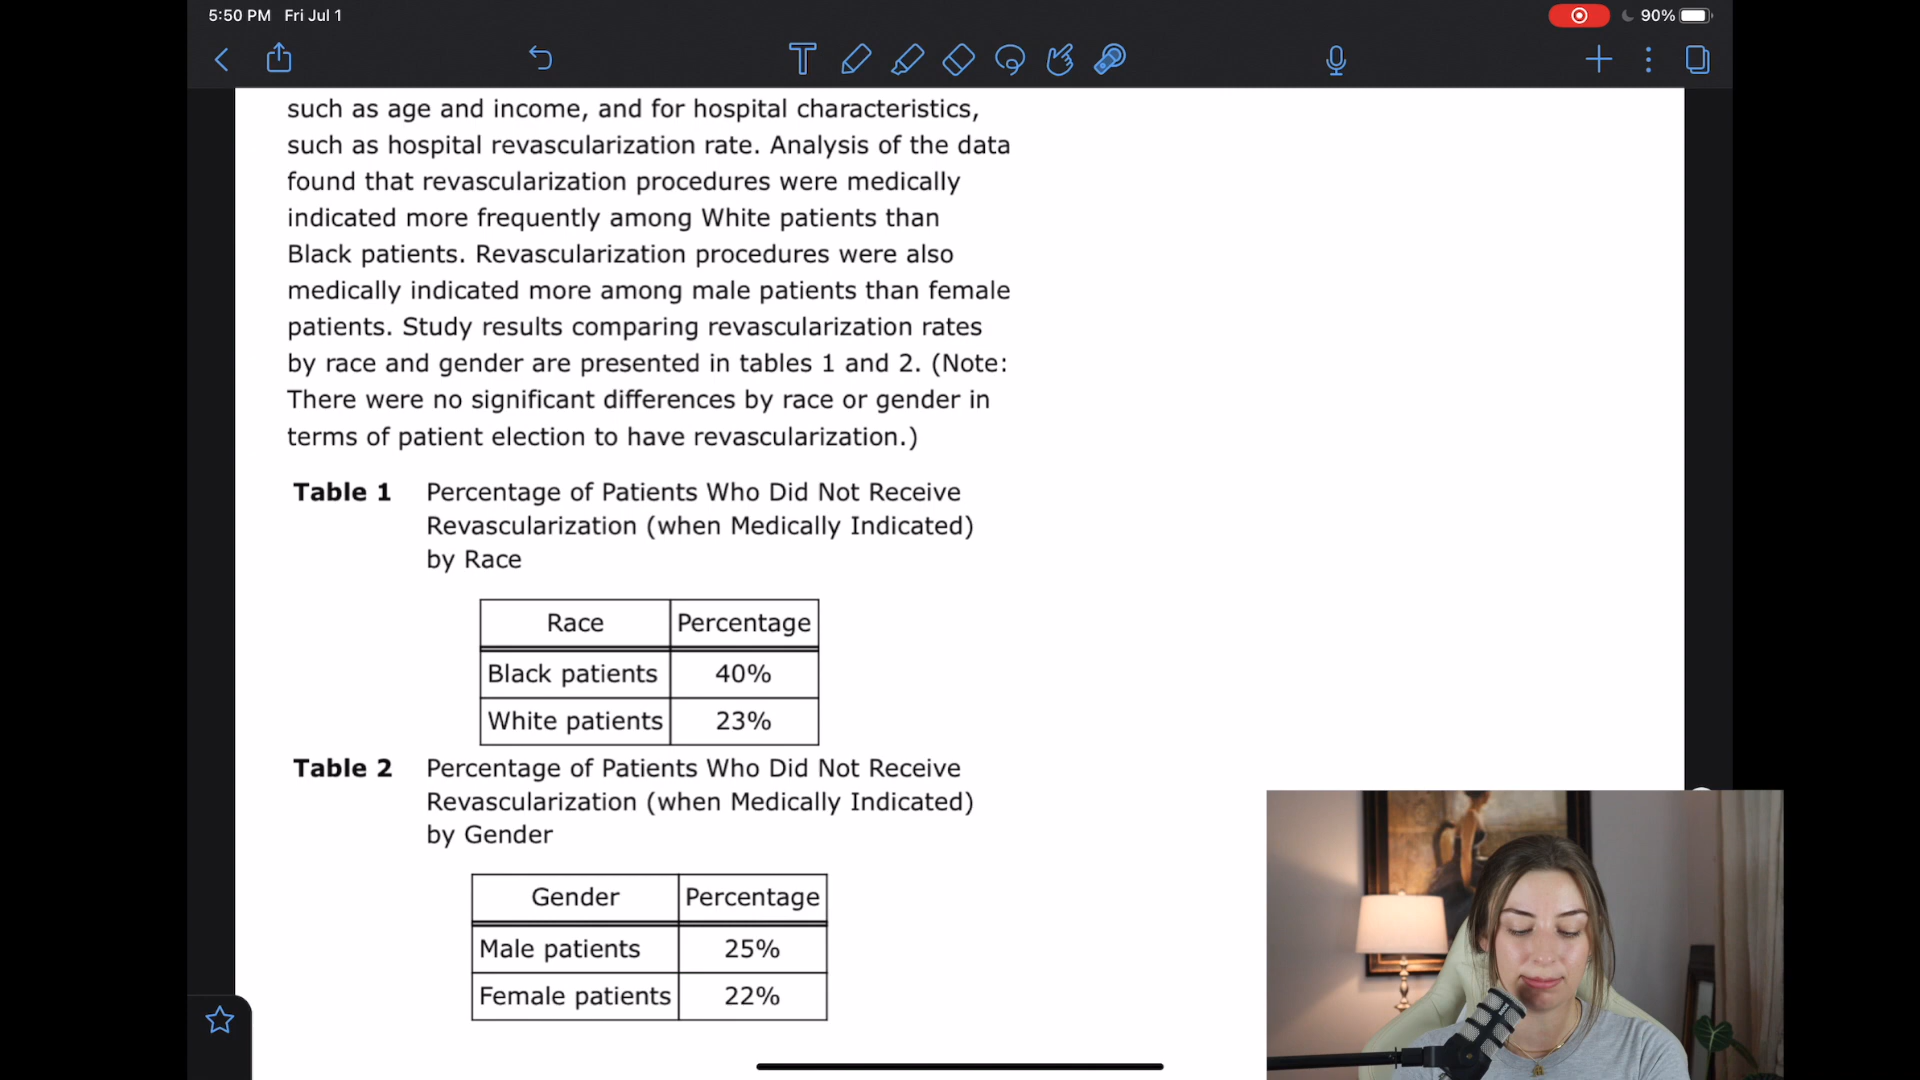 5:50 PM Fri Jul 1
90%
such as age and income, and for hospital characteristics,
such as hospital revascularization rate. Analysis of the data
found that revascularization procedures were medically
indicated more frequently among White patients than
Black patients. Revascularization procedures were also
medically indicated more among male patients than female
patients. Study results comparing revascularization rates
by race and gender are presented in tables 1 and 2. (Note:
There were no significant differences by race or gender in
terms of patient election to have revascularization.)
Table 1 Percentage of Patients Who Did Not Receive
Revascularization (when Medically Indicated)
by Race
Race Percentage
Black patients 40%
White patients 23%
Table 2 Percentage of Patients Who Did Not Receive
Revascularization (when Medically Indicated)
by Gender
Gender Percentage
Male patients 25%
Female patients 22%